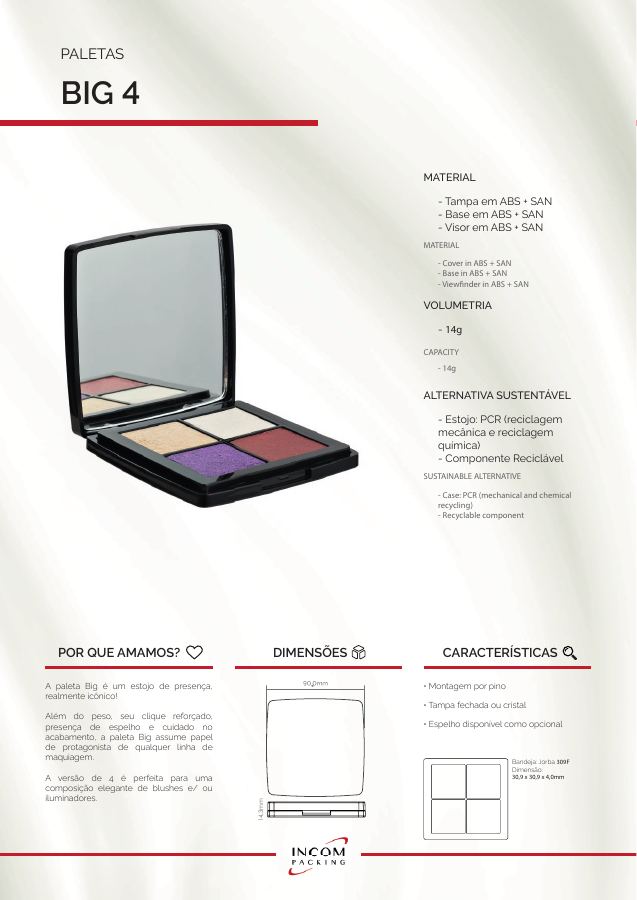 PALETAS
BIG 4
MATERIAL
- Tampa em ABS + SAN
- Base em ABS + SAN
- Visor em ABS + SAN
MATERIAL
- Cover in ABS + SAN
- Base in ABS + SAN
- Viewfinder in ABS + SAN
VOLUMETRIA
- 14g
CAPACITY
- 14g
ALTERNATIVA SUSTENTÁVEL
- Estojo: PCR (reciclagem
mecânica e reciclagem
química)
- Componente Reciclável
SUSTAINABLE ALTERNATIVE
- Case: PCR (mechanical and chemical
recycling)
- Recyclable component
POR QUE AMAMOS?
A paleta Big é um estojo de presença,
realmente icônico!
Além do peso, seu clique reforçado,
presença de espelho e cuidado no
acabamento, a paleta Big assume papel
de protagonista de qualquer linha de
maquiagem.
A versão de 4 é perfeita para uma
composição elegante de blushes e/ ou
iluminadores.
DIMENSÕES
90,0mm
14,3mm
CARACTERÍSTICAS
• Montagem por pino
• Tampa fechada ou cristal
• Espelho disponível como opcional
Bandeja: Jorba 309F
Dimensão:
30,9 x 30,9 x 4,0mm
INCOM
PACKING